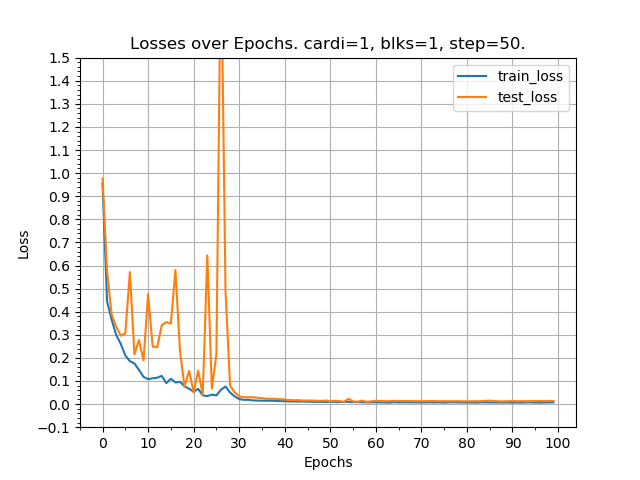 Losses over Epochs. cardi=1, blks=1, step=50.
train_loss
test_loss
1.5
1.4
1.3
1.2
1.1
1.0
0.9
0.8
0.7
0.6
0.5
0.4
0.3
0.2
0.1
0.0
−0.1
Loss
0 10 20 30 40 50 60 70 80 90 100
Epochs